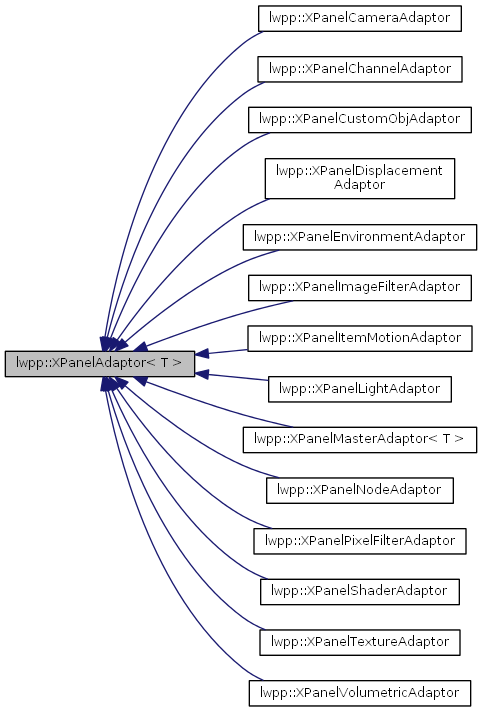 lwpp::XPanelCameraAdaptor
lwpp::XPanelChannelAdaptor
lwpp::XPanelCustomObjAdaptor
lwpp::XPanelDisplacement
Adaptor
lwpp::XPanelEnvironmentAdaptor
lwpp::XPanelImageFilterAdaptor
lwpp::XPanelItemMotionAdaptor
lwpp::XPanelAdaptor< T >
lwpp::XPanelLightAdaptor
lwpp::XPanelMasterAdaptor< T >
lwpp::XPanelNodeAdaptor
lwpp::XPanelPixelFilterAdaptor
lwpp::XPanelShaderAdaptor
lwpp::XPanelTextureAdaptor
lwpp::XPanelVolumetricAdaptor